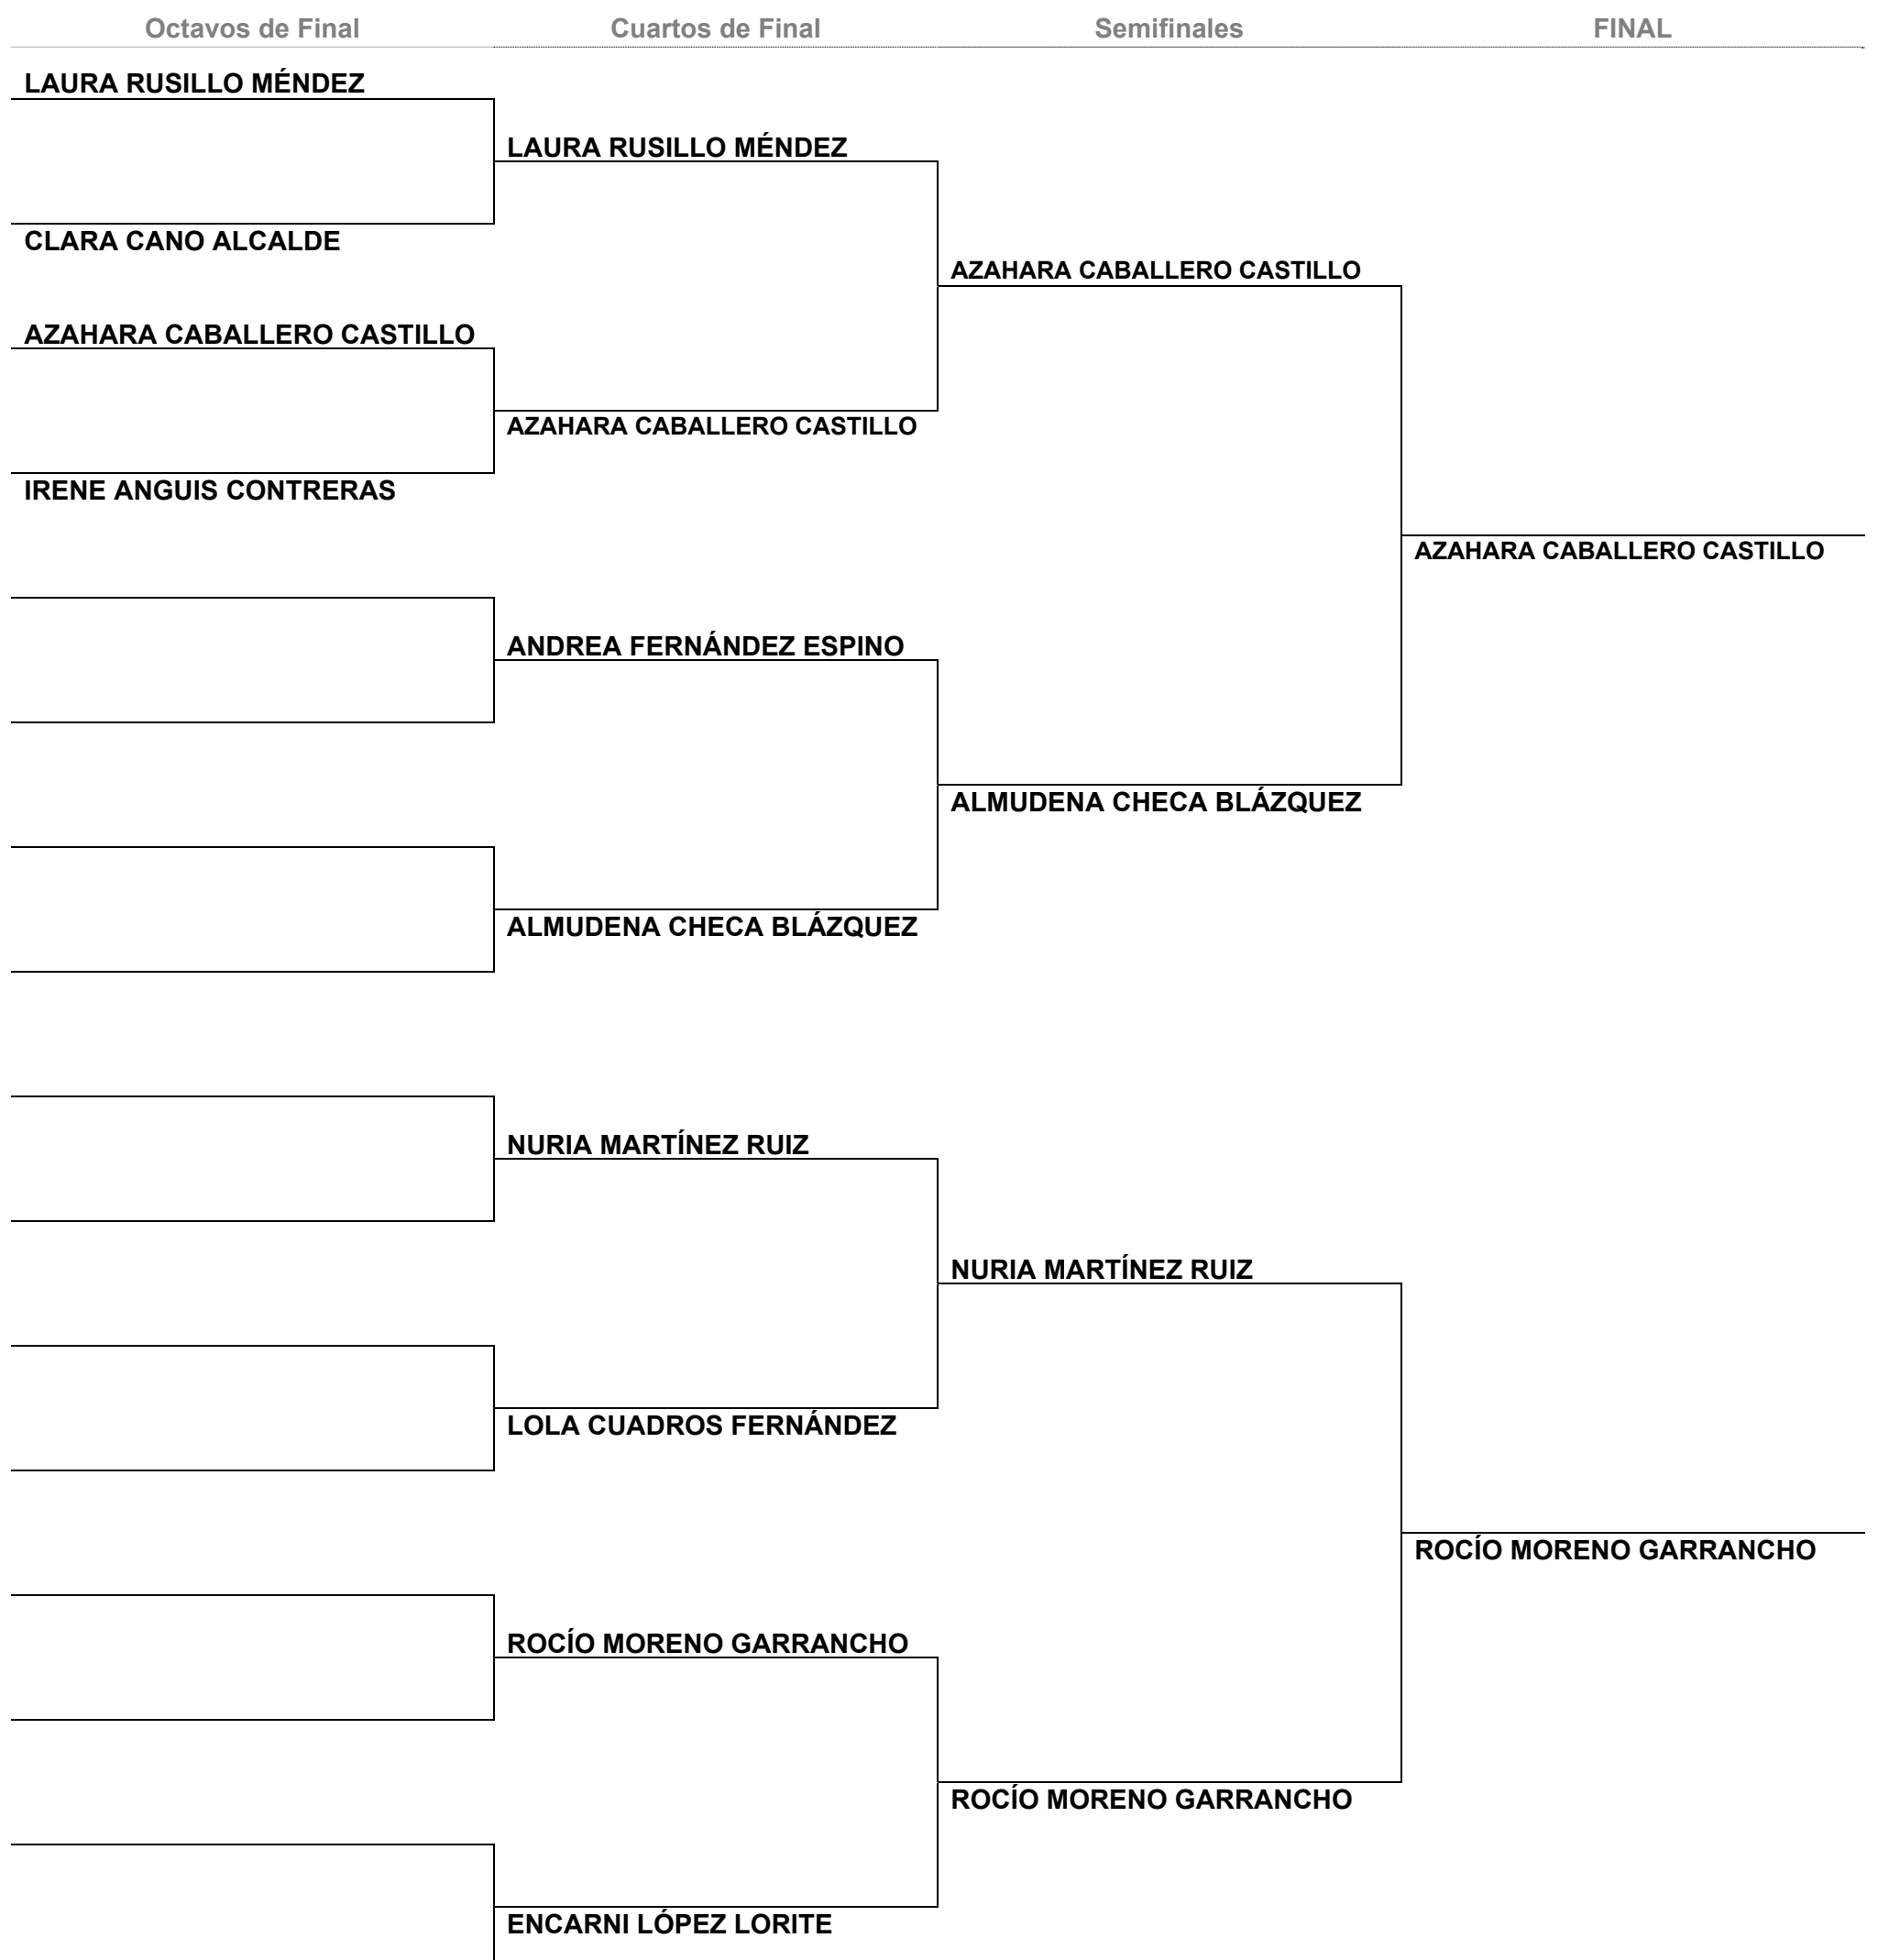 Octavos de Final
Cuartos de Final
Semifinales
FINAL
LAURA RUSILLO MÉNDEZ
LAURA RUSILLO MÉNDEZ
CLARA CANO ALCALDE
AZAHARA CABALLERO CASTILLO
AZAHARA CABALLERO CASTILLO
AZAHARA CABALLERO CASTILLO
IRENE ANGUIS CONTRERAS
AZAHARA CABALLERO CASTILLO
ANDREA FERNÁNDEZ ESPINO
ALMUDENA CHECA BLÁZQUEZ
ALMUDENA CHECA BLÁZQUEZ
NURIA MARTÍNEZ RUIZ
NURIA MARTÍNEZ RUIZ
LOLA CUADROS FERNÁNDEZ
ROCÍO MORENO GARRANCHO
ROCÍO MORENO GARRANCHO
ROCÍO MORENO GARRANCHO
ENCARNI LÓPEZ LORITE